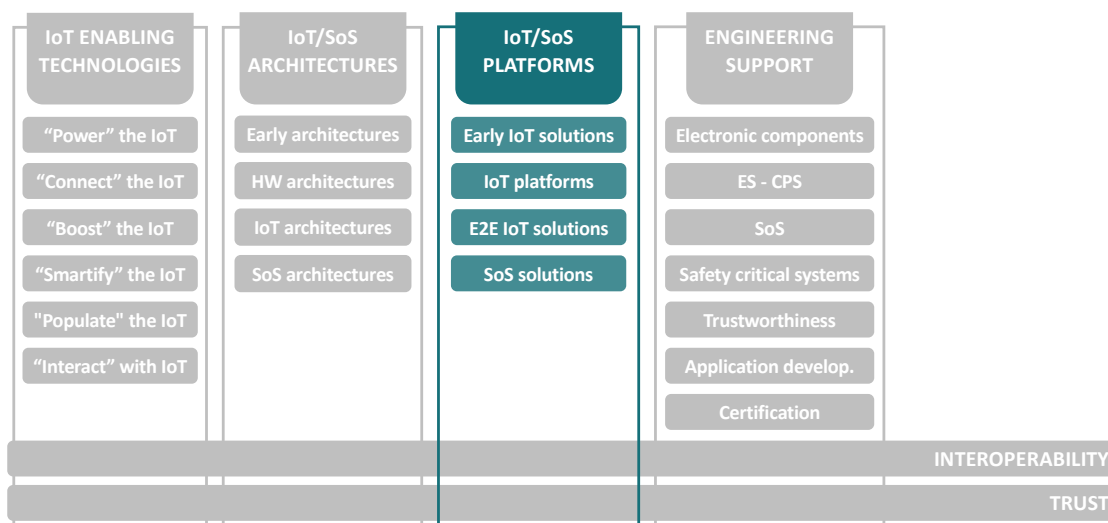 IoT ENABLING
TECHNOLOGIES
“Power” the IoT
“Connect” the IoT
“Boost” the IoT
“Smartify” the IoT
"Populate" the IoT
“Interact” with IoT
IoT/SoS
ARCHITECTURES
Early architectures
HW architectures
IoT architectures
SoS architectures
IoT/SoS
PLATFORMS
Early IoT solutions
IoT platforms
E2E IoT solutions
SoS solutions
ENGINEERING
SUPPORT
Electronic components
ES - CPS
SoS
Safety critical systems
Trustworthiness
Application develop.
Certification
INTEROPERABILITY
TRUST